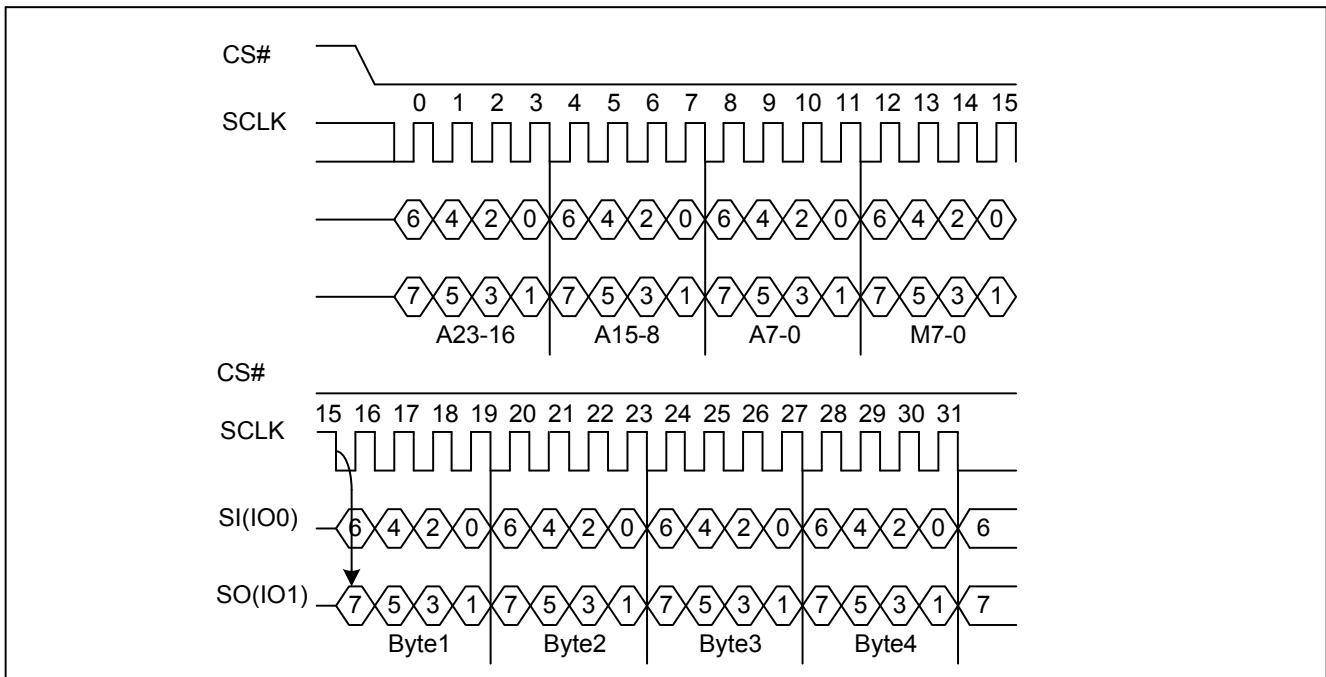 CS#
0 1 2 3 4 5 6 7 8 9 10 11 12 13 14 15
SCLK
6 4 2 0 6 4 2 0 6 4 2 0 6 4 2 0
7 5 3 1 7 5 3 1 7 5 3 1 7 5 3 1
A23-16 A15-8 A7-0 M7-0
CS#
15 16 17 18 19 20 21 22 23 24 25 26 27 28 29 30 31
SCLK
SI(IO0) 6 4 2 0 6 4 2 0 6 4 2 0 6 4 2 0 6
SO(IO1) 7 5 3 1 7 5 3 1 7 5 3 1 7 5 3 1 7
Byte1 Byte2 Byte3 Byte4